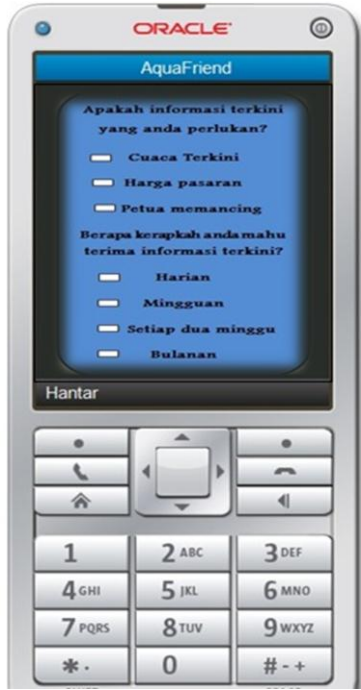 ORACLE
AquaFriend
Apakah informasi terkini
yang anda perlukan?
Cuaca Terkini
Harga pasaran
Petua memancing
Berapa kerapkah anda mahu
terima informasi terkini?
Harian
Mingguan
Setiap dua minggu
Bulanan
Hantar
1 2 ABC 3 DEF
4 GHI 5 JKL 6 MNO
7 PQRS 8 TUV 9 WXYZ
* . 0 # - +